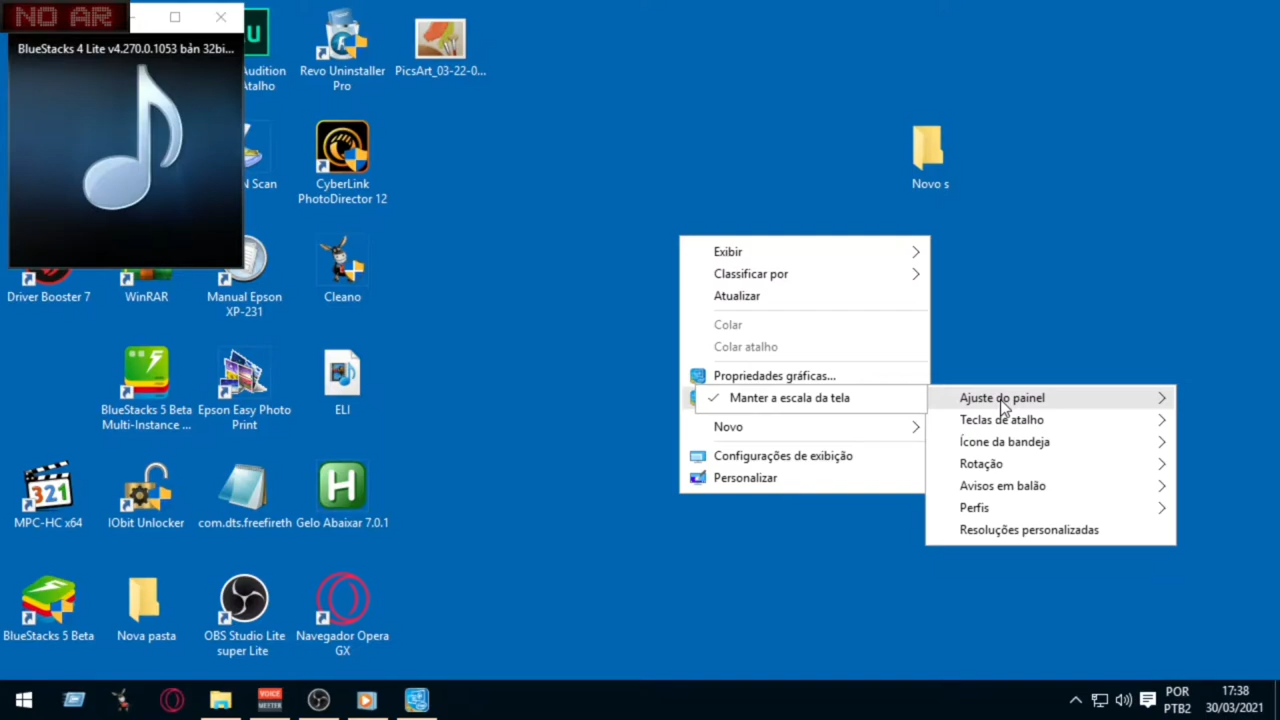 NO AR
BlueStacks 4 Lite v4.270.0.1053 bản 32bi...
Audition
Atalho
Revo Uninstaller
Pro
PicsArt_03-22-0...
N Scan
CyberLink
PhotoDirector 12
Novo s
Driver Booster 7
WinRAR
Manual Epson
XP-231
Cleano
BlueStacks 5 Beta
Multi-Instance ...
Epson Easy Photo
Print
ELI
321
MPC-HC x64
IObit Unlocker
com.dts.freefireth
H
Gelo Abaixar 7.0.1
BlueStacks 5 Beta
Nova pasta
OBS Studio Lite
super Lite
Navegador Opera
GX
Exibir
Classificar por
Atualizar
Colar
Colar atalho
Propriedades gráficas...
Manter a escala da tela
Novo
Configurações de exibição
Personalizar
Ajuste do painel
Teclas de atalho
Ícone da bandeja
Rotação
Avisos em balão
Perfis
Resoluções personalizadas
VOICE
MEETER
POR
PTB2
17:38
30/03/2021